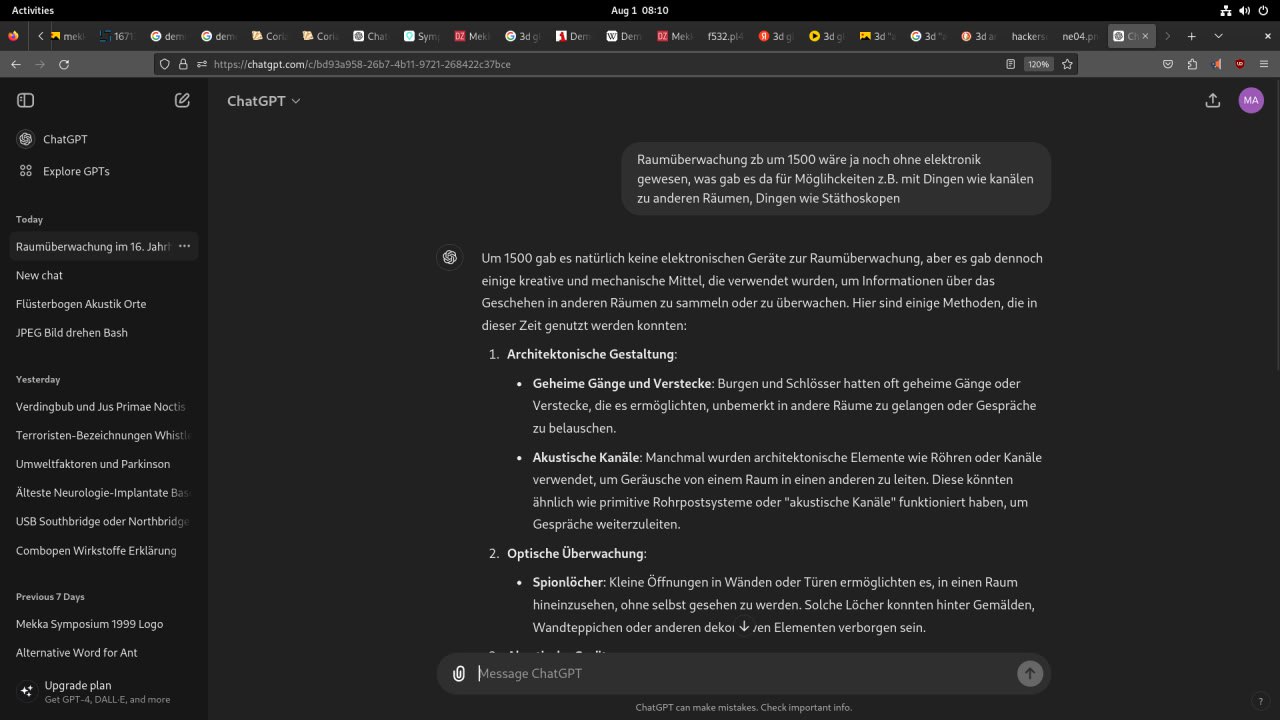 Activities
Aug 1 08:10
mek
1671
dem
dem
Coria
Coria
Chat
Symp
DZ Mek
3d gl
Dem
Dem
DZ Mek
f532.pl4
3d gl
3d gl
3d "a
3d "a
3d an
hackers
ne04.pn
Ch
https://chatgpt.com/c/bd93a958-26b7-4b11-9721-268422c37bce
120%
ChatGPT
MA
ChatGPT
Explore GPTs
Today
Raumüberwachung im 16. Jahrh
New chat
Flüsterbogen Akustik Orte
JPEG Bild drehen Bash
Yesterday
Verdingbub und Jus Primae Noctis
Terroristen-Bezeichnungen Whistle
Umweltfaktoren und Parkinson
Älteste Neurologie-Implantate Bas
USB Southbridge oder Northbridge
Combopen Wirkstoffe Erklärung
Previous 7 Days
Mekka Symposium 1999 Logo
Alternative Word for Ant
Upgrade plan
Get GPT-4, DALL·E, and more
Raumüberwachung zb um 1500 wäre ja noch ohne elektronik
gewesen, was gab es da für Möglihckeiten z.B. mit Dingen wie kanälen
zu anderen Räumen, Dingen wie Stäthoskopen
Um 1500 gab es natürlich keine elektronischen Geräte zur Raumüberwachung, aber es gab dennoch
einige kreative und mechanische Mittel, die verwendet wurden, um Informationen über das
Geschehen in anderen Räumen zu sammeln oder zu überwachen. Hier sind einige Methoden, die in
dieser Zeit genutzt werden konnten:
1. Architektonische Gestaltung:
• Geheime Gänge und Verstecke: Burgen und Schlösser hatten oft geheime Gänge oder
Verstecke, die es ermöglichten, unbemerkt in andere Räume zu gelangen oder Gespräche
zu belauschen.
• Akustische Kanäle: Manchmal wurden architektonische Elemente wie Röhren oder Kanäle
verwendet, um Geräusche von einem Raum in einen anderen zu leiten. Diese könnten
ähnlich wie primitive Rohrpostsysteme oder "akustische Kanäle" funktioniert haben, um
Gespräche weiterzuleiten.
2. Optische Überwachung:
• Spionlöcher: Kleine Öffnungen in Wänden oder Türen ermöglichten es, in einen Raum
hineinzusehen, ohne selbst gesehen zu werden. Solche Löcher konnten hinter Gemälden,
Wandteppichen oder anderen Elementen verborgen sein.
Message ChatGPT
ChatGPT can make mistakes. Check important info.
?